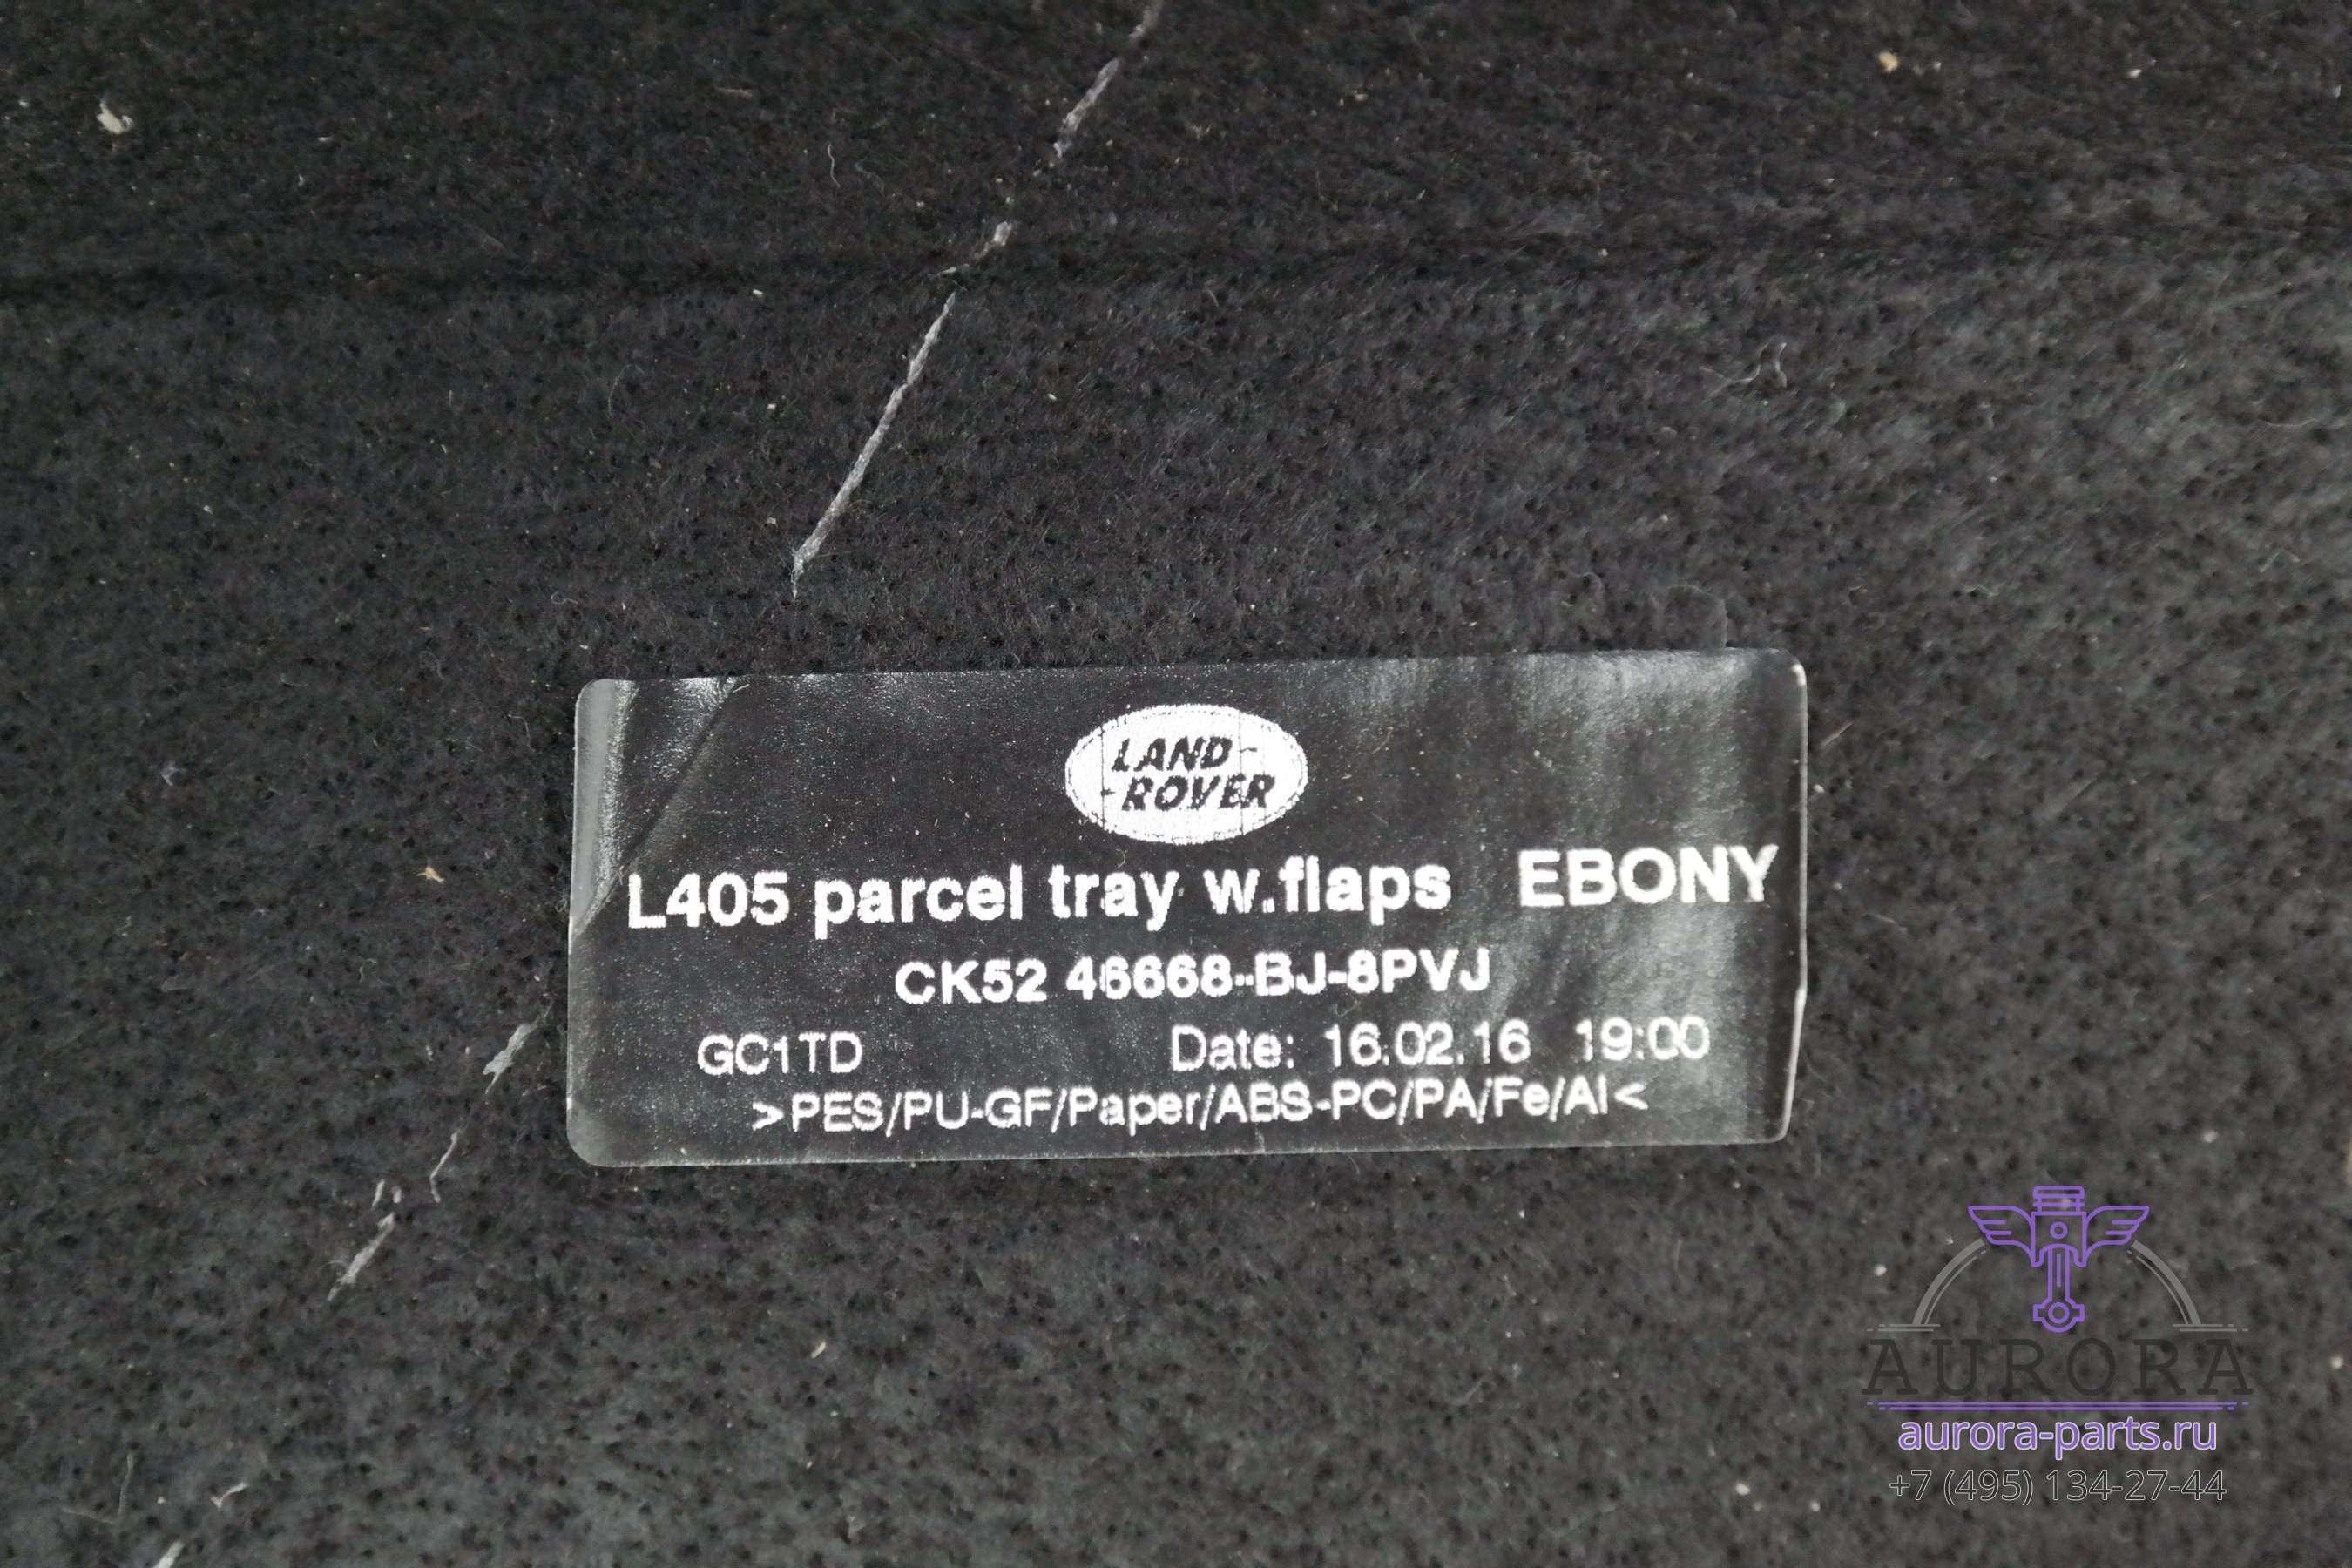 LAND-
-ROVER
L405 parcel tray w.flaps EBONY
CK52 46668-BJ-8PVJ
GC1TD Date: 16.02.16 19:00
>PES/PU-GF/Paper/ABS-PC/PA/Fe/Al<
AURORA
aurora-parts.ru
+7 (495) 134-27-44